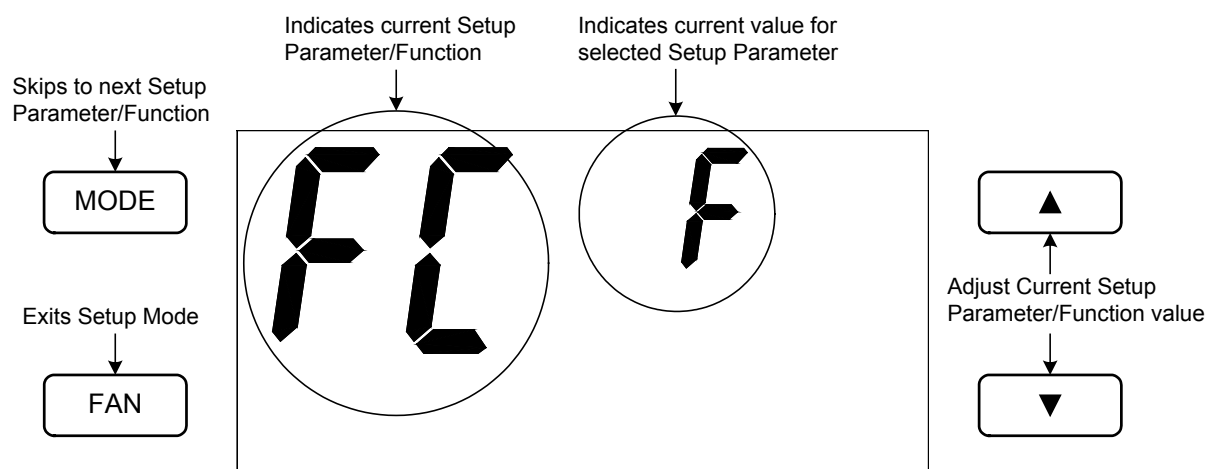 Indicates current Setup
Parameter/Function
Indicates current value for
selected Setup Parameter
Skips to next Setup
Parameter/Function
MODE
FC
F
▲
Adjust Current Setup
Parameter/Function value
Exits Setup Mode
FAN
▼